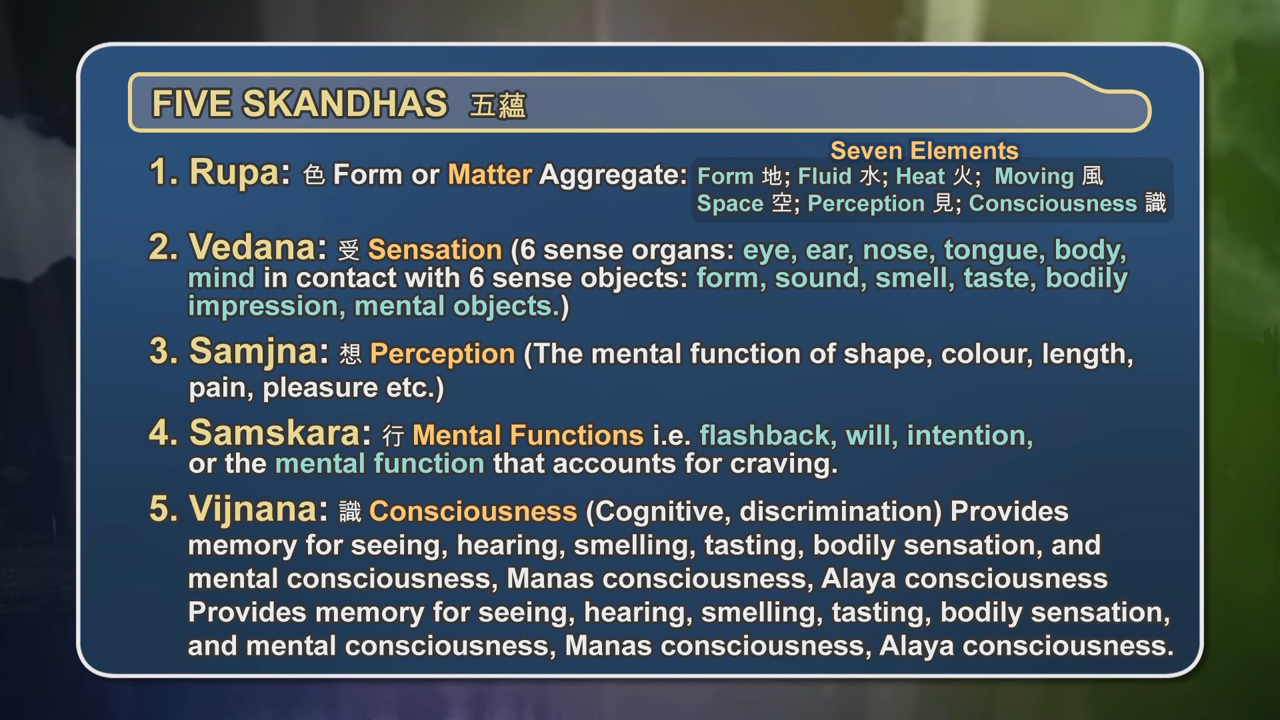 FIVE SKANDHAS 五蘊
Seven Elements
1. Rupa: 色 Form or Matter Aggregate: Form 地; Fluid 水; Heat 火; Moving 風
Space 空; Perception 見; Consciousness 識
2. Vedana: 受 Sensation (6 sense organs: eye, ear, nose, tongue, body,
mind in contact with 6 sense objects: form, sound, smell, taste, bodily
impression, mental objects.)
3. Samjna: 想 Perception (The mental function of shape, colour, length,
pain, pleasure etc.)
4. Samskara: 行 Mental Functions i.e. flashback, will, intention,
or the mental function that accounts for craving.
5. Vijnana: 識 Consciousness (Cognitive, discrimination) Provides
memory for seeing, hearing, smelling, tasting, bodily sensation, and
mental consciousness, Manas consciousness, Alaya consciousness
Provides memory for seeing, hearing, smelling, tasting, bodily sensation,
and mental consciousness, Manas consciousness, Alaya consciousness.